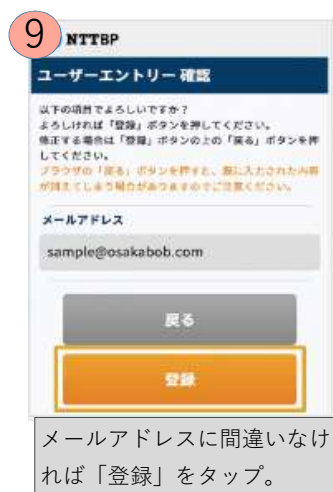 9
NTTBP
ユーザーエントリー 確認
以下の項目でよろしいですか？
よろしければ「登録」ボタンを押してください。
修正する場合は「登録」ボタンの上の「戻る」ボタンを押
してください。
ブラウザの「戻る」ボタンを押すと、既に入力された内容
が消えてしまう場合がありますのでご注意ください。
メールアドレス
sample@osakabob.com
戻る
登録
メールアドレスに間違いなけ
れば「登録」をタップ。